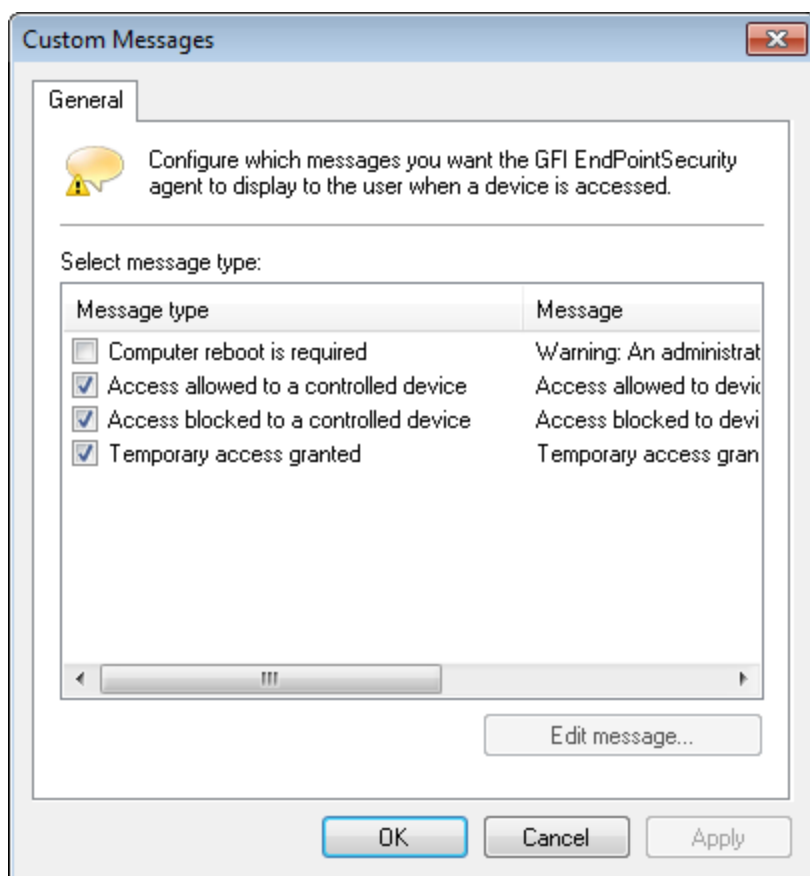 Custom Messages
General
Configure which messages you want the GFI EndPointSecurity
agent to display to the user when a device is accessed.
Select message type:
Message type Message
Computer reboot is required Warning: An administrat
Access allowed to a controlled device Access allowed to devic
Access blocked to a controlled device Access blocked to devi
Temporary access granted Temporary access gran
Edit message...
OK Cancel Apply